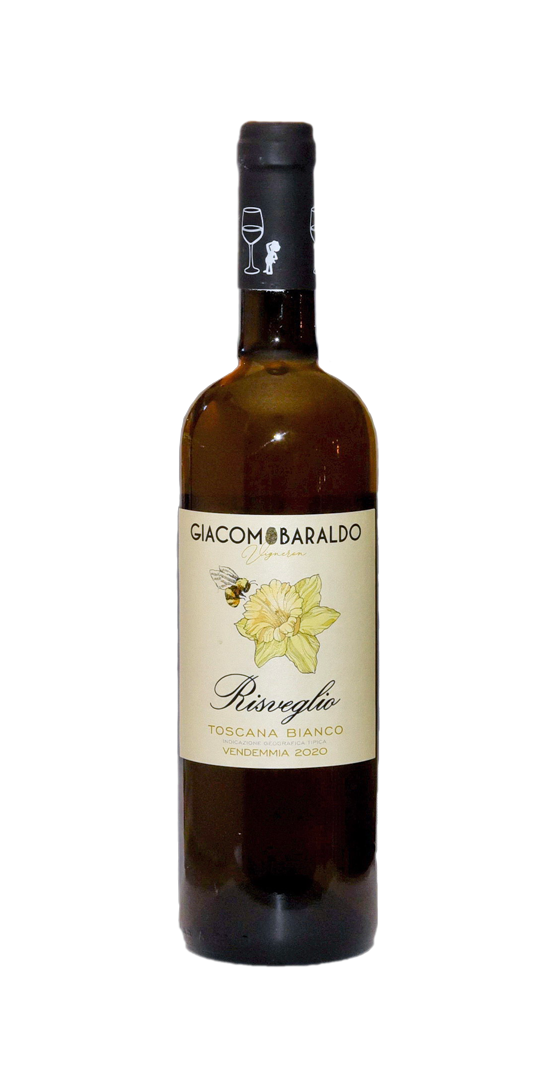 GIACOMOBARALDO
Vigneron
Risveglio
TOSCANA BIANCO
INDICAZIONE GEOGRAFICA TIPICA
VENDEMMIA 2020